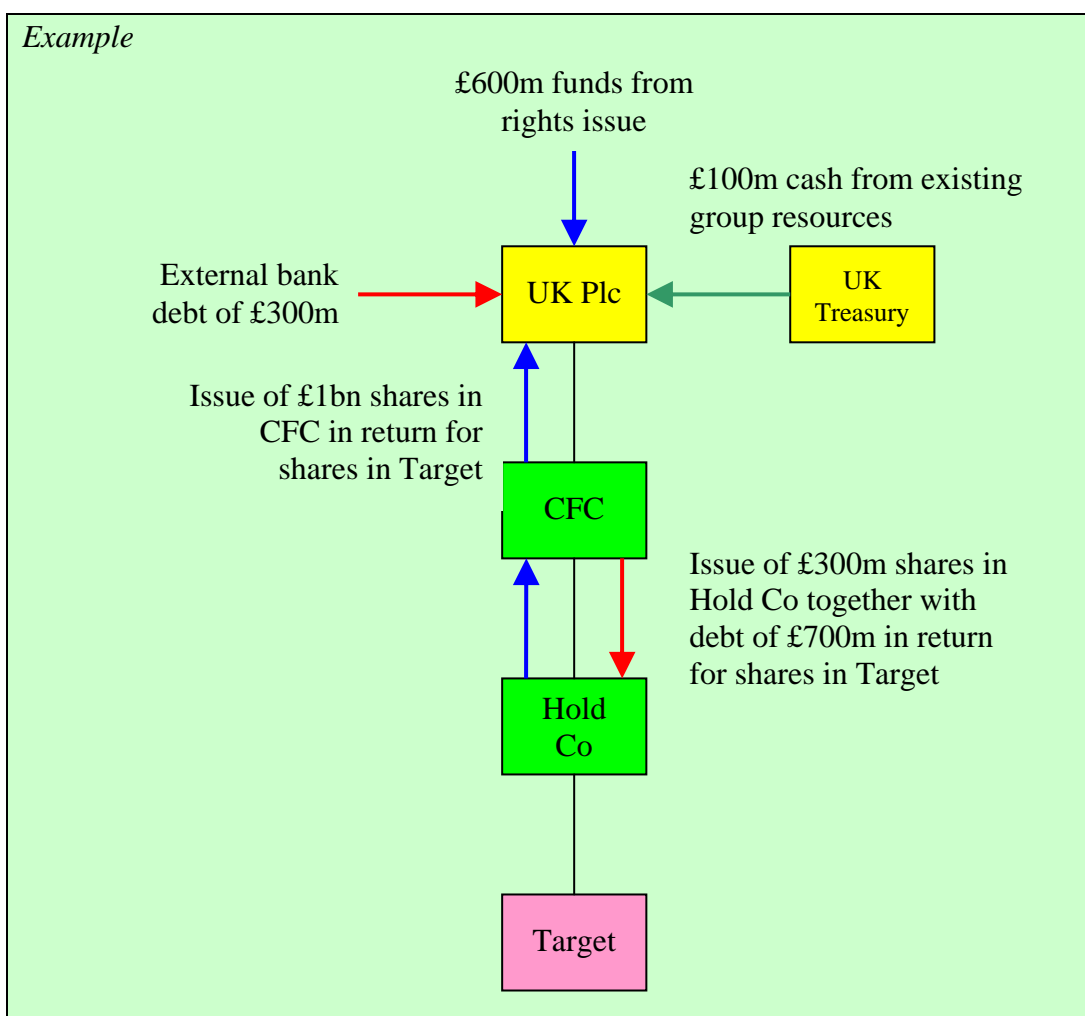 Example
£600m funds from
rights issue
£100m cash from existing
group resources
External bank
debt of £300m
UK Plc
UK
Treasury
Issue of £1bn shares in
CFC in return for
shares in Target
CFC
Issue of £300m shares in
Hold Co together with
debt of £700m in return
for shares in Target
Hold
Co
Target